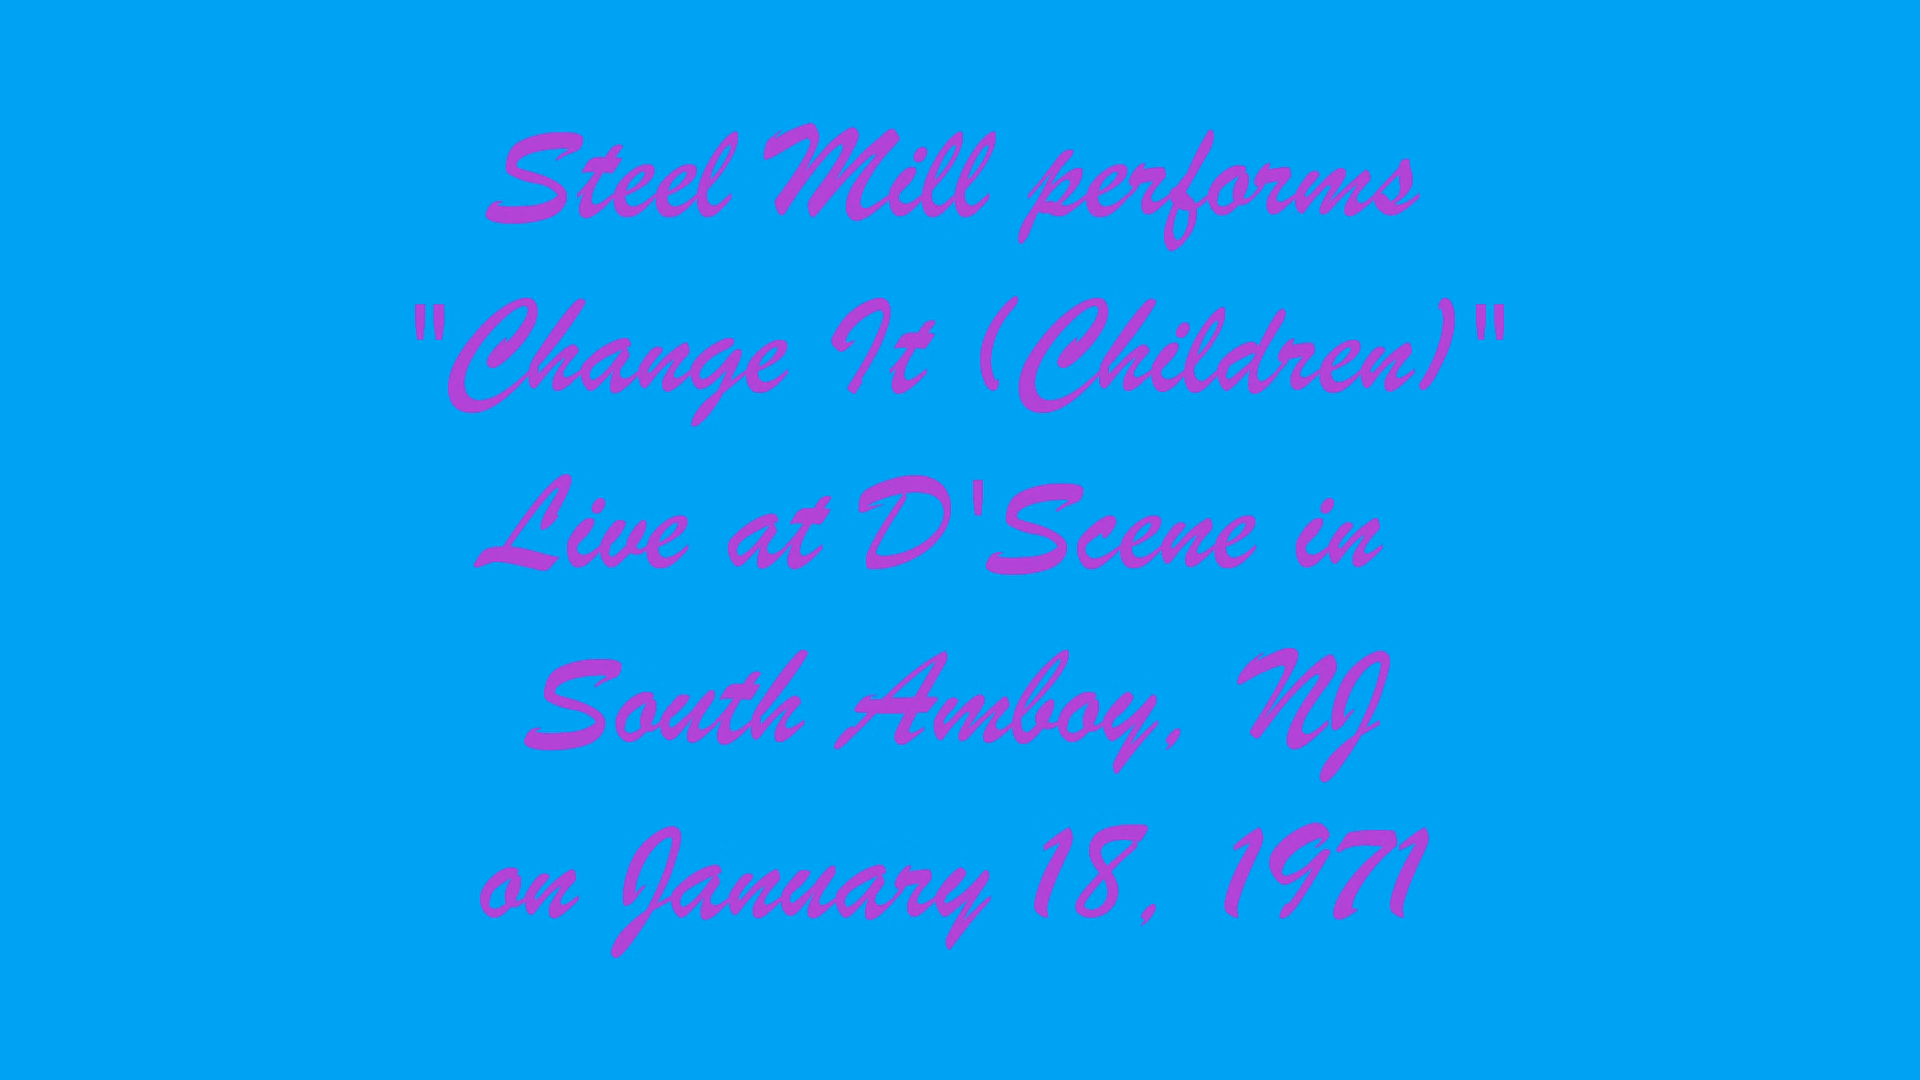 Steel Mill performs
"Change It (Children)"
Live at D'Scene in
South Amboy, NJ
on January 18, 1971